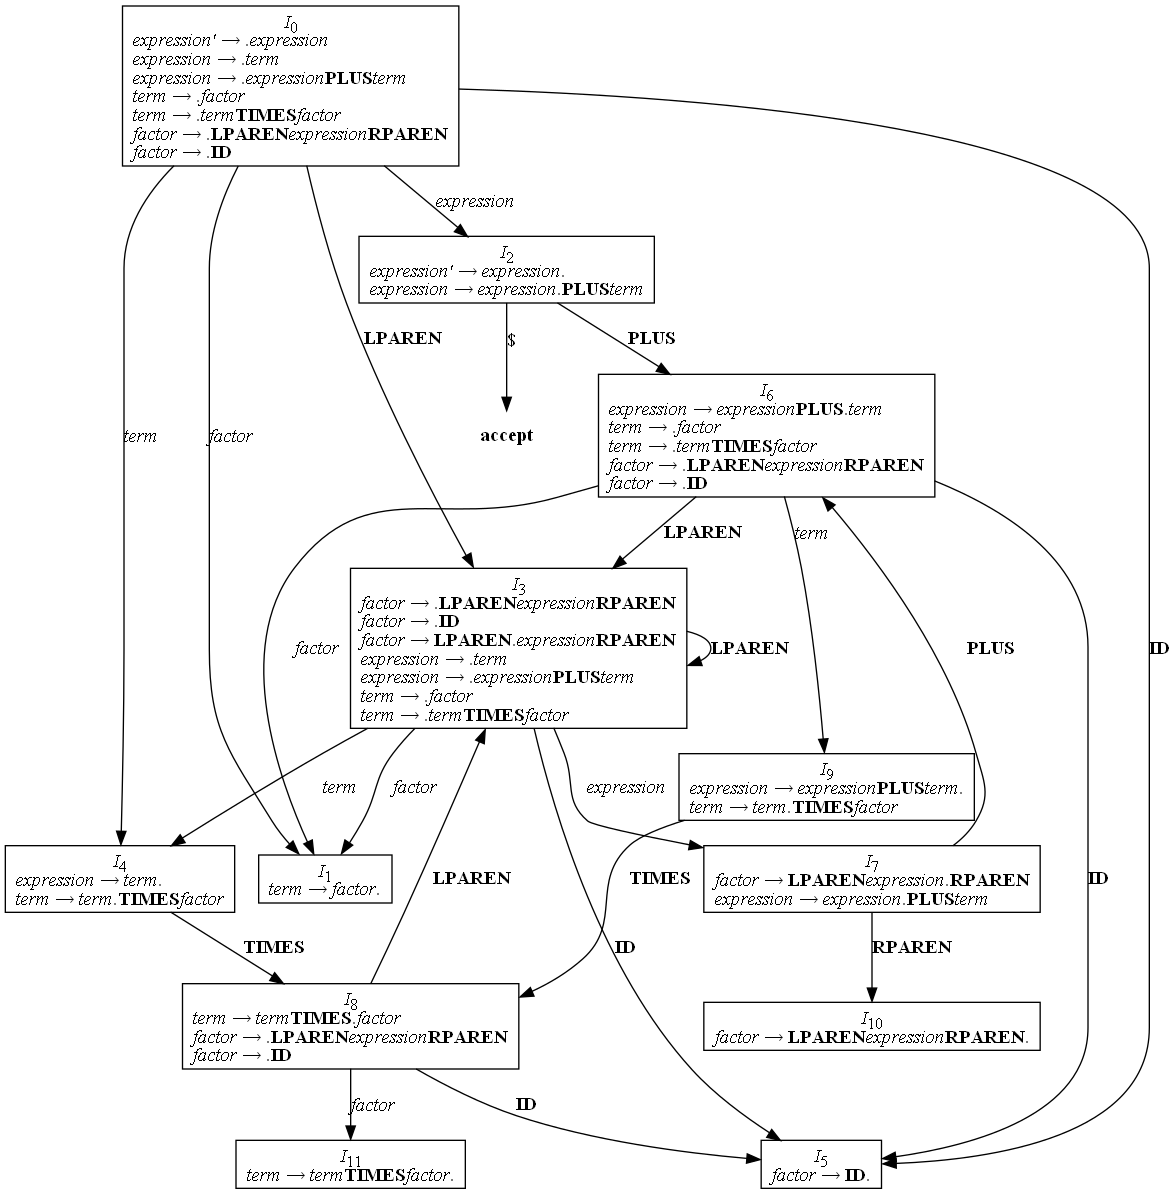 I0
expression' → .expression
expression → .term
expression → .expressionPLUSterm
term → .factor
term → .termTIMESfactor
factor → .LPARENexpressionRPAREN
factor → .ID
expression
I2
expression' → expression.
expression → expression.PLUSterm
LPAREN
$
PLUS
I6
expression → expressionPLUS.term
term → .factor
term → .termTIMESfactor
factor → .LPARENexpressionRPAREN
factor → .ID
accept
term
factor
LPAREN
term
I3
factor → .LPARENexpressionRPAREN
factor → .ID
factor → LPAREN.expressionRPAREN
expression → .term
expression → .expressionPLUSterm
term → .factor
term → .termTIMESfactor
factor
LPAREN
PLUS
ID
I9
expression → expressionPLUSterm.
term → term.TIMESfactor
term
factor
expression
I4
expression → term.
term → term.TIMESfactor
I1
term → factor.
LPAREN
TIMES
I7
factor → LPARENexpression.RPAREN
expression → expression.PLUSterm
ID
TIMES
ID
RPAREN
I8
term → termTIMES.factor
factor → .LPARENexpressionRPAREN
factor → .ID
I10
factor → LPARENexpressionRPAREN.
factor
ID
I11
term → termTIMESfactor.
I5
factor → ID.